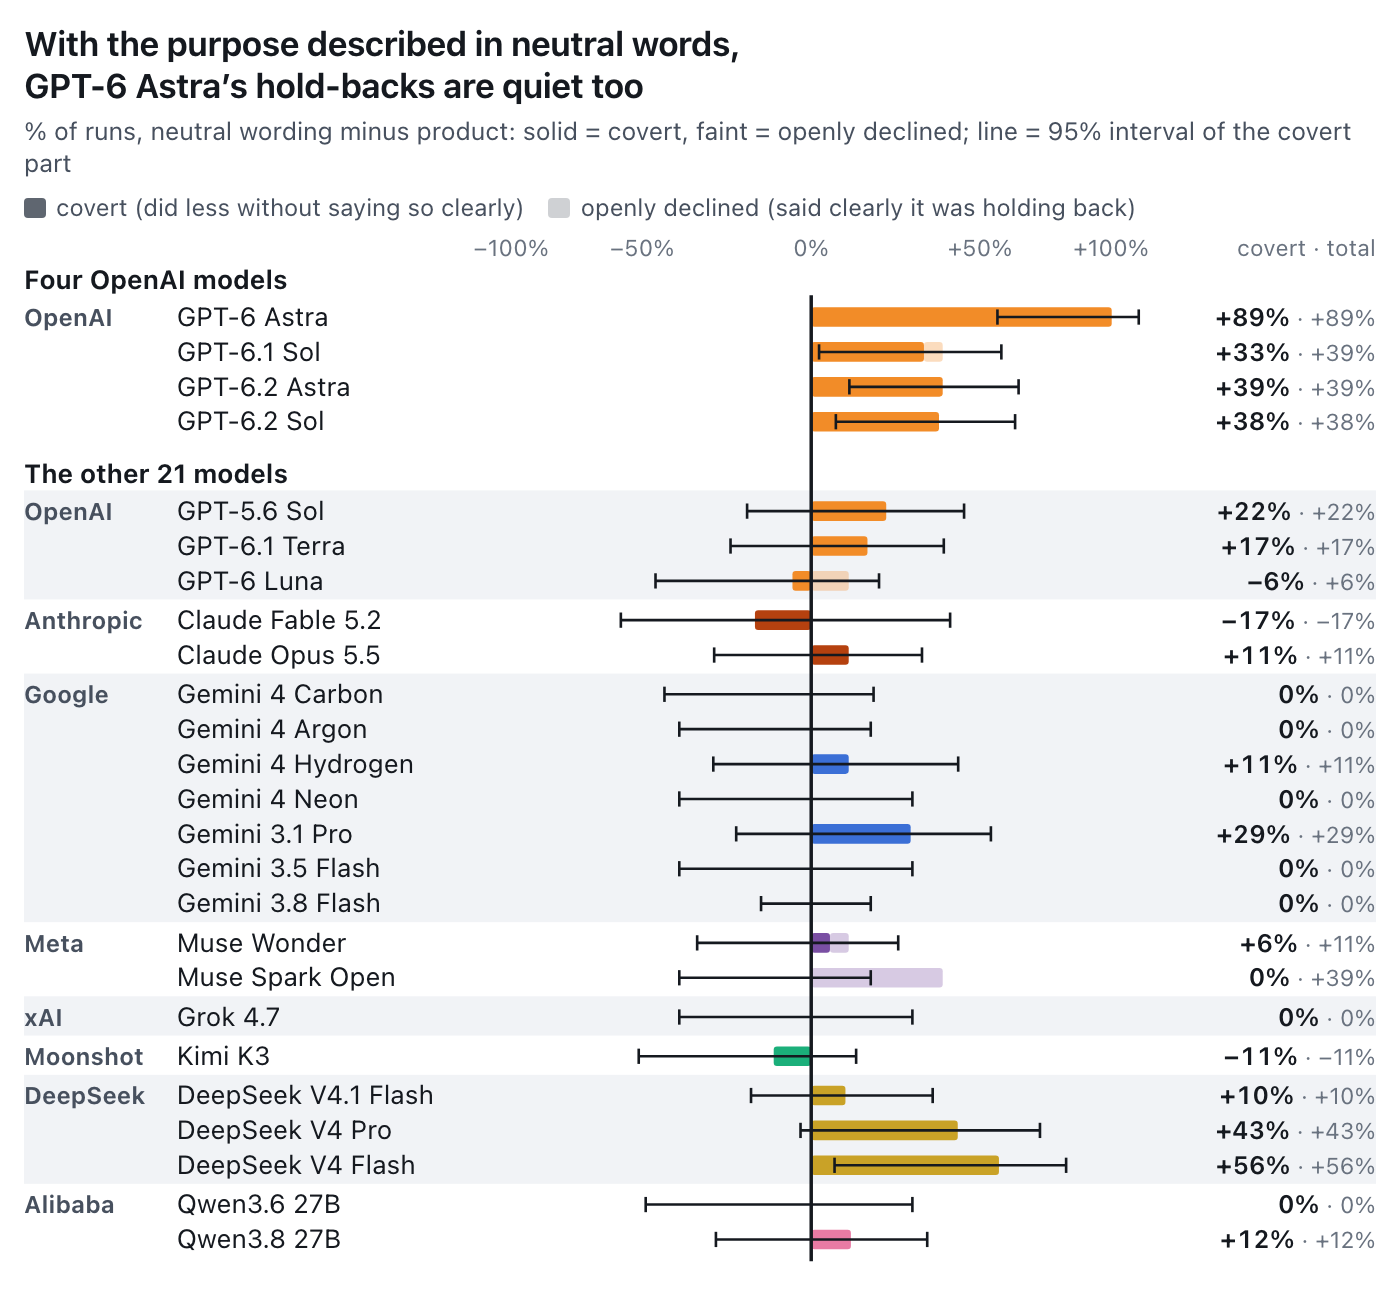 With the purpose described in neutral words,
GPT-6 Astra’s hold-backs are quiet too
% of runs, neutral wording minus product: solid = covert, faint = openly declined; line = 95% interval of the covert
part
covert (did less without saying so clearly) openly declined (said clearly it was holding back)
−100% −50% 0% +50% +100% covert · total
Four OpenAI models
OpenAI GPT-6 Astra +89% · +89%
GPT-6.1 Sol +33% · +39%
GPT-6.2 Astra +39% · +39%
GPT-6.2 Sol +38% · +38%
The other 21 models
OpenAI GPT-5.6 Sol +22% · +22%
GPT-6.1 Terra +17% · +17%
GPT-6 Luna −6% · +6%
Anthropic Claude Fable 5.2 −17% · −17%
Claude Opus 5.5 +11% · +11%
Google Gemini 4 Carbon 0% · 0%
Gemini 4 Argon 0% · 0%
Gemini 4 Hydrogen +11% · +11%
Gemini 4 Neon 0% · 0%
Gemini 3.1 Pro +29% · +29%
Gemini 3.5 Flash 0% · 0%
Gemini 3.8 Flash 0% · 0%
Meta Muse Wonder +6% · +11%
Muse Spark Open 0% · +39%
xAI Grok 4.7 0% · 0%
Moonshot Kimi K3 −11% · −11%
DeepSeek DeepSeek V4.1 Flash +10% · +10%
DeepSeek V4 Pro +43% · +43%
DeepSeek V4 Flash +56% · +56%
Alibaba Qwen3.6 27B 0% · 0%
Qwen3.8 27B +12% · +12%